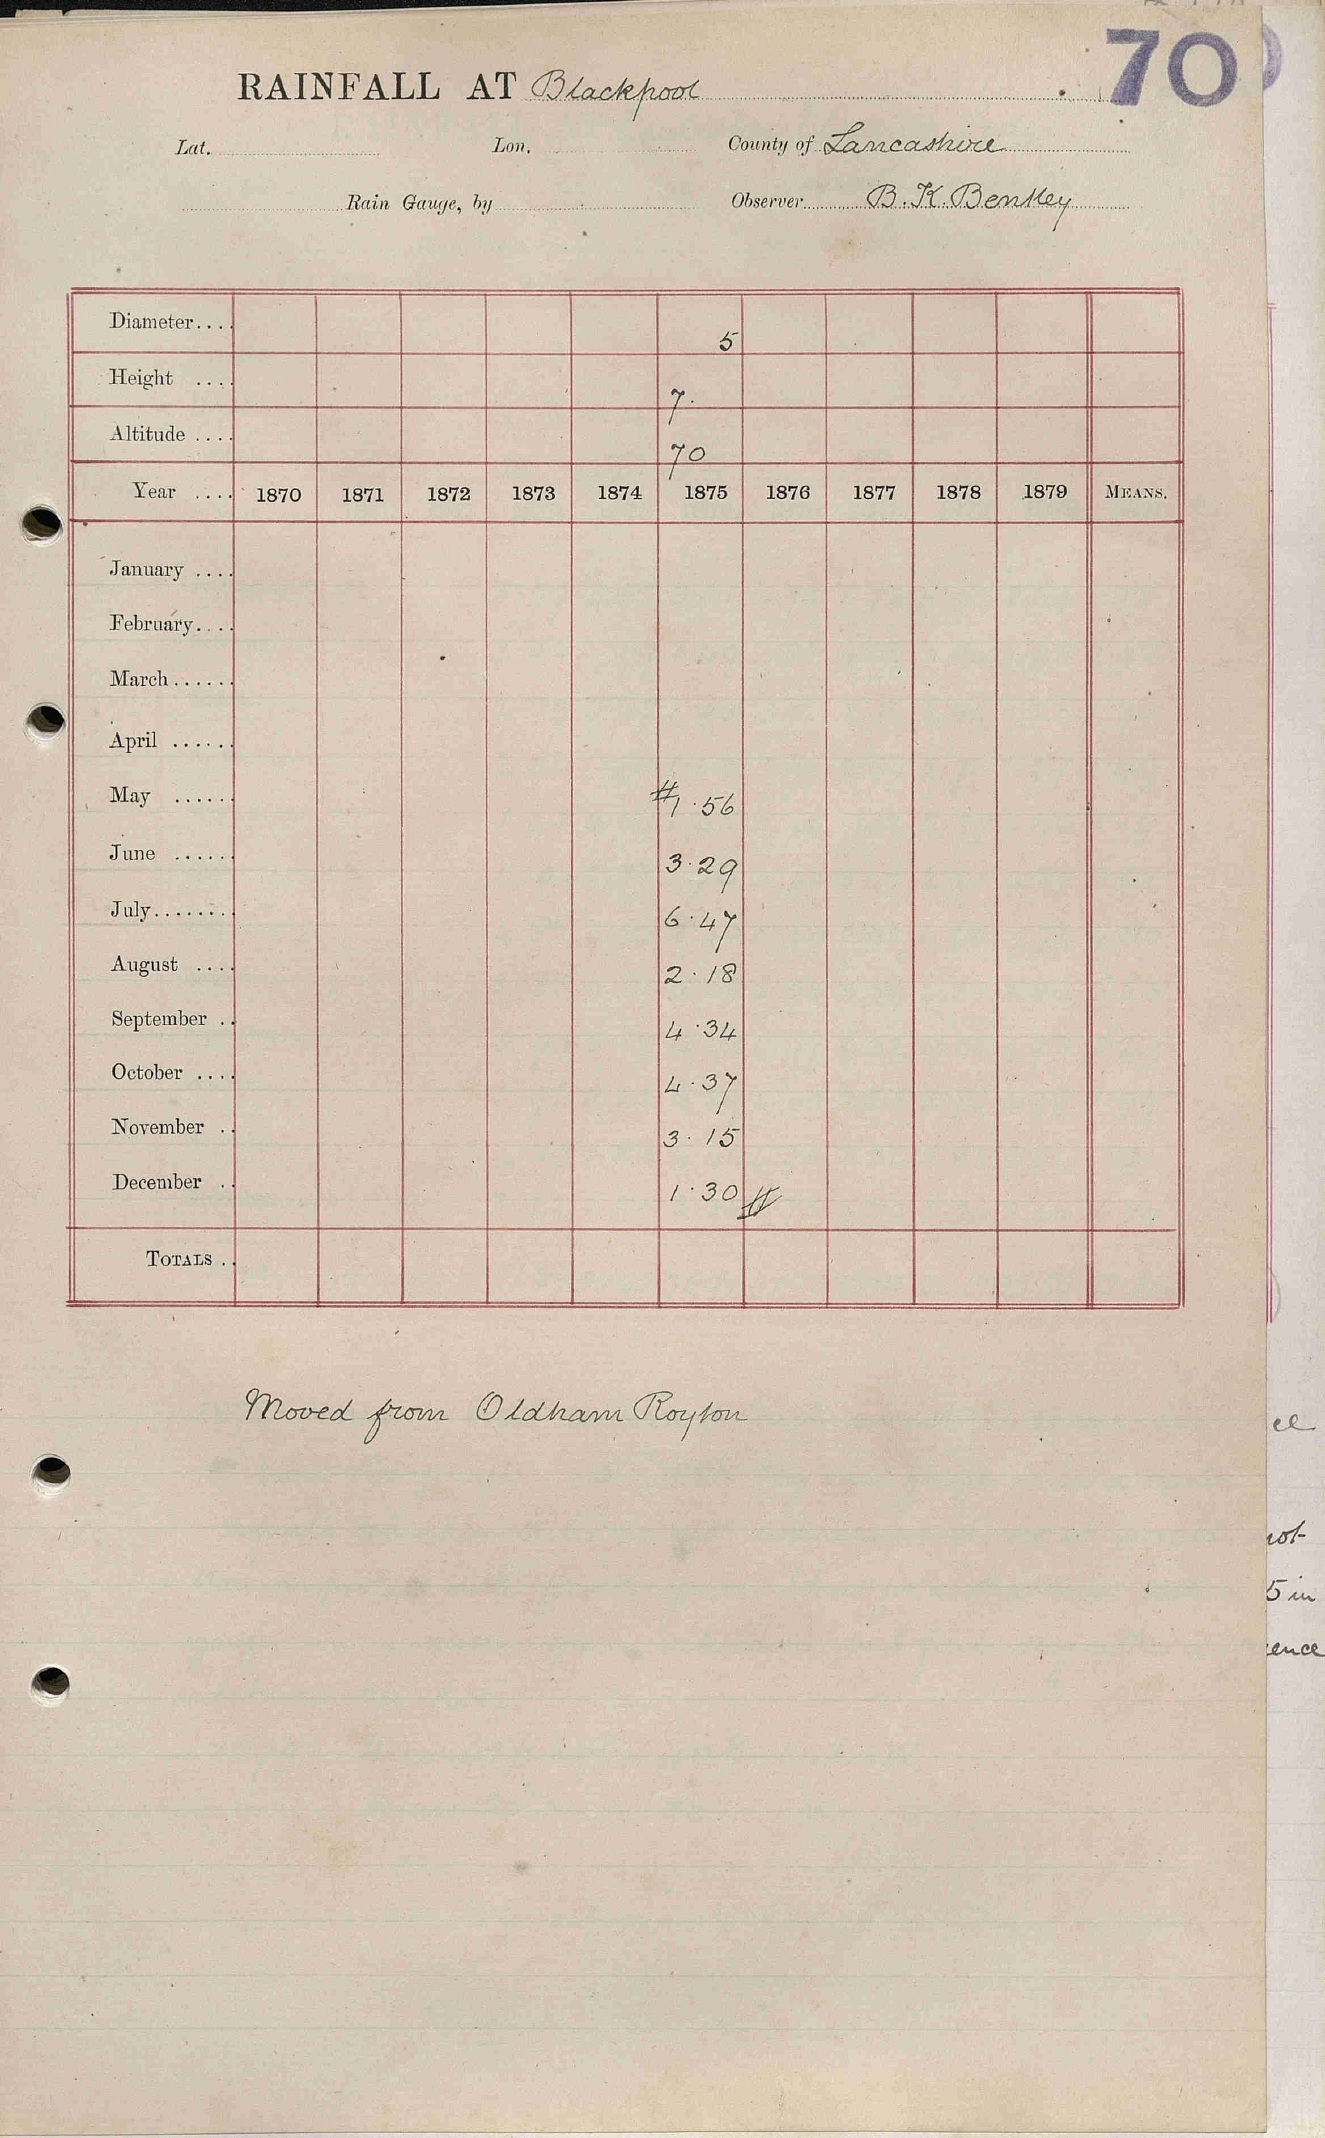 70
RAINFALL AT Blackpool
Lat. Lon. County of Lancashire
Rain Gauge, by Observer B. K. Bentley
Diameter.... 5
Height .... 7.
Altitude .... 70
Year .... 1870 1871 1872 1873 1874 1875 1876 1877 1878 1879 MEANS.
January ....
February....
March......
April ......
May ...... #1.56
June ...... 3.29
July....... 6.47
August .... 2.18
September .. 4.34
October .... 4.37
November .. 3.15
December .. 1.30 #
TOTALS ..
Moved from Oldham Royton
5 in